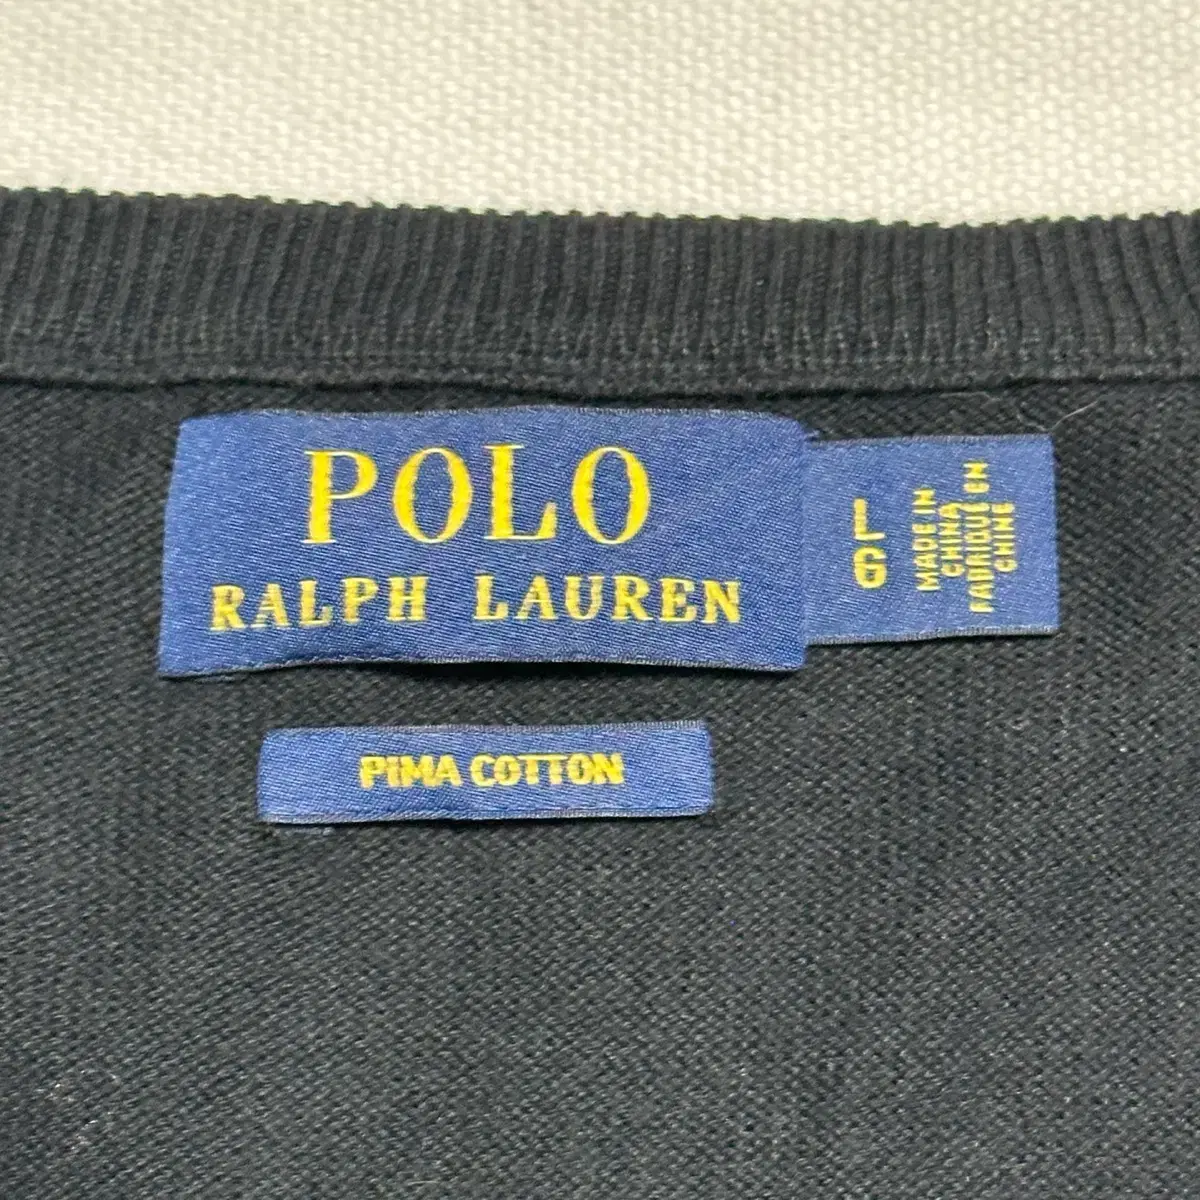 POLO
RALPH LAUREN
L
G
MADE IN
CHINA
FABRIQUÉ EN
CHINE
PIMA COTTON